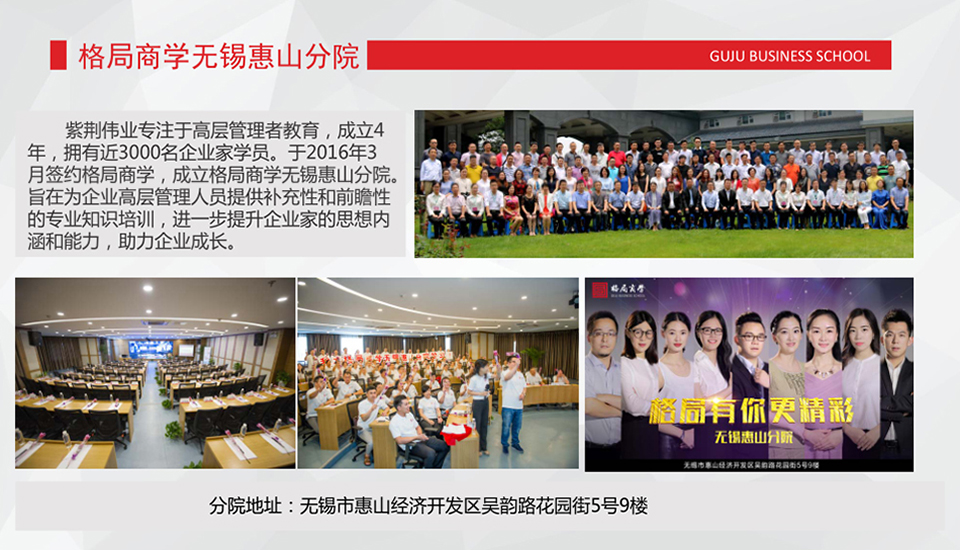 格局商学无锡惠山分院
GUJU BUSINESS SCHOOL
紫荆伟业专注于高层管理者教育，成立4
年，拥有近3000名企业家学员。于2016年3
月签约格局商学，成立格局商学无锡惠山分院。
旨在为企业高层管理人员提供补充性和前瞻性
的专业知识培训，进一步提升企业家的思想内
涵和能力，助力企业成长。
格局商学
格局有你更精彩
无锡惠山分院
无锡市惠山经济开发区吴韵路花园街5号9楼
分院地址：无锡市惠山经济开发区吴韵路花园街5号9楼